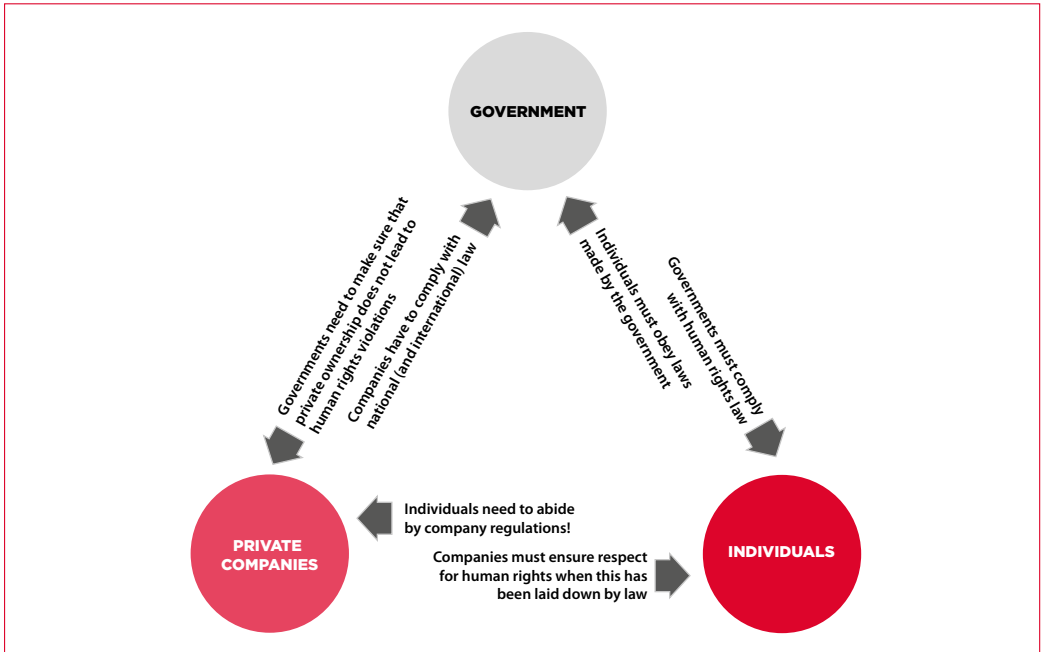 GOVERNMENT
Governments need to make sure that
private ownership does not lead to
human rights violations
Companies have to comply with
national (and international) law
Individuals must obey laws
made by the government
Governments must comply
with human rights law
PRIVATE
COMPANIES
Individuals need to abide
by company regulations!
Companies must ensure respect
for human rights when this has
been laid down by law
INDIVIDUALS